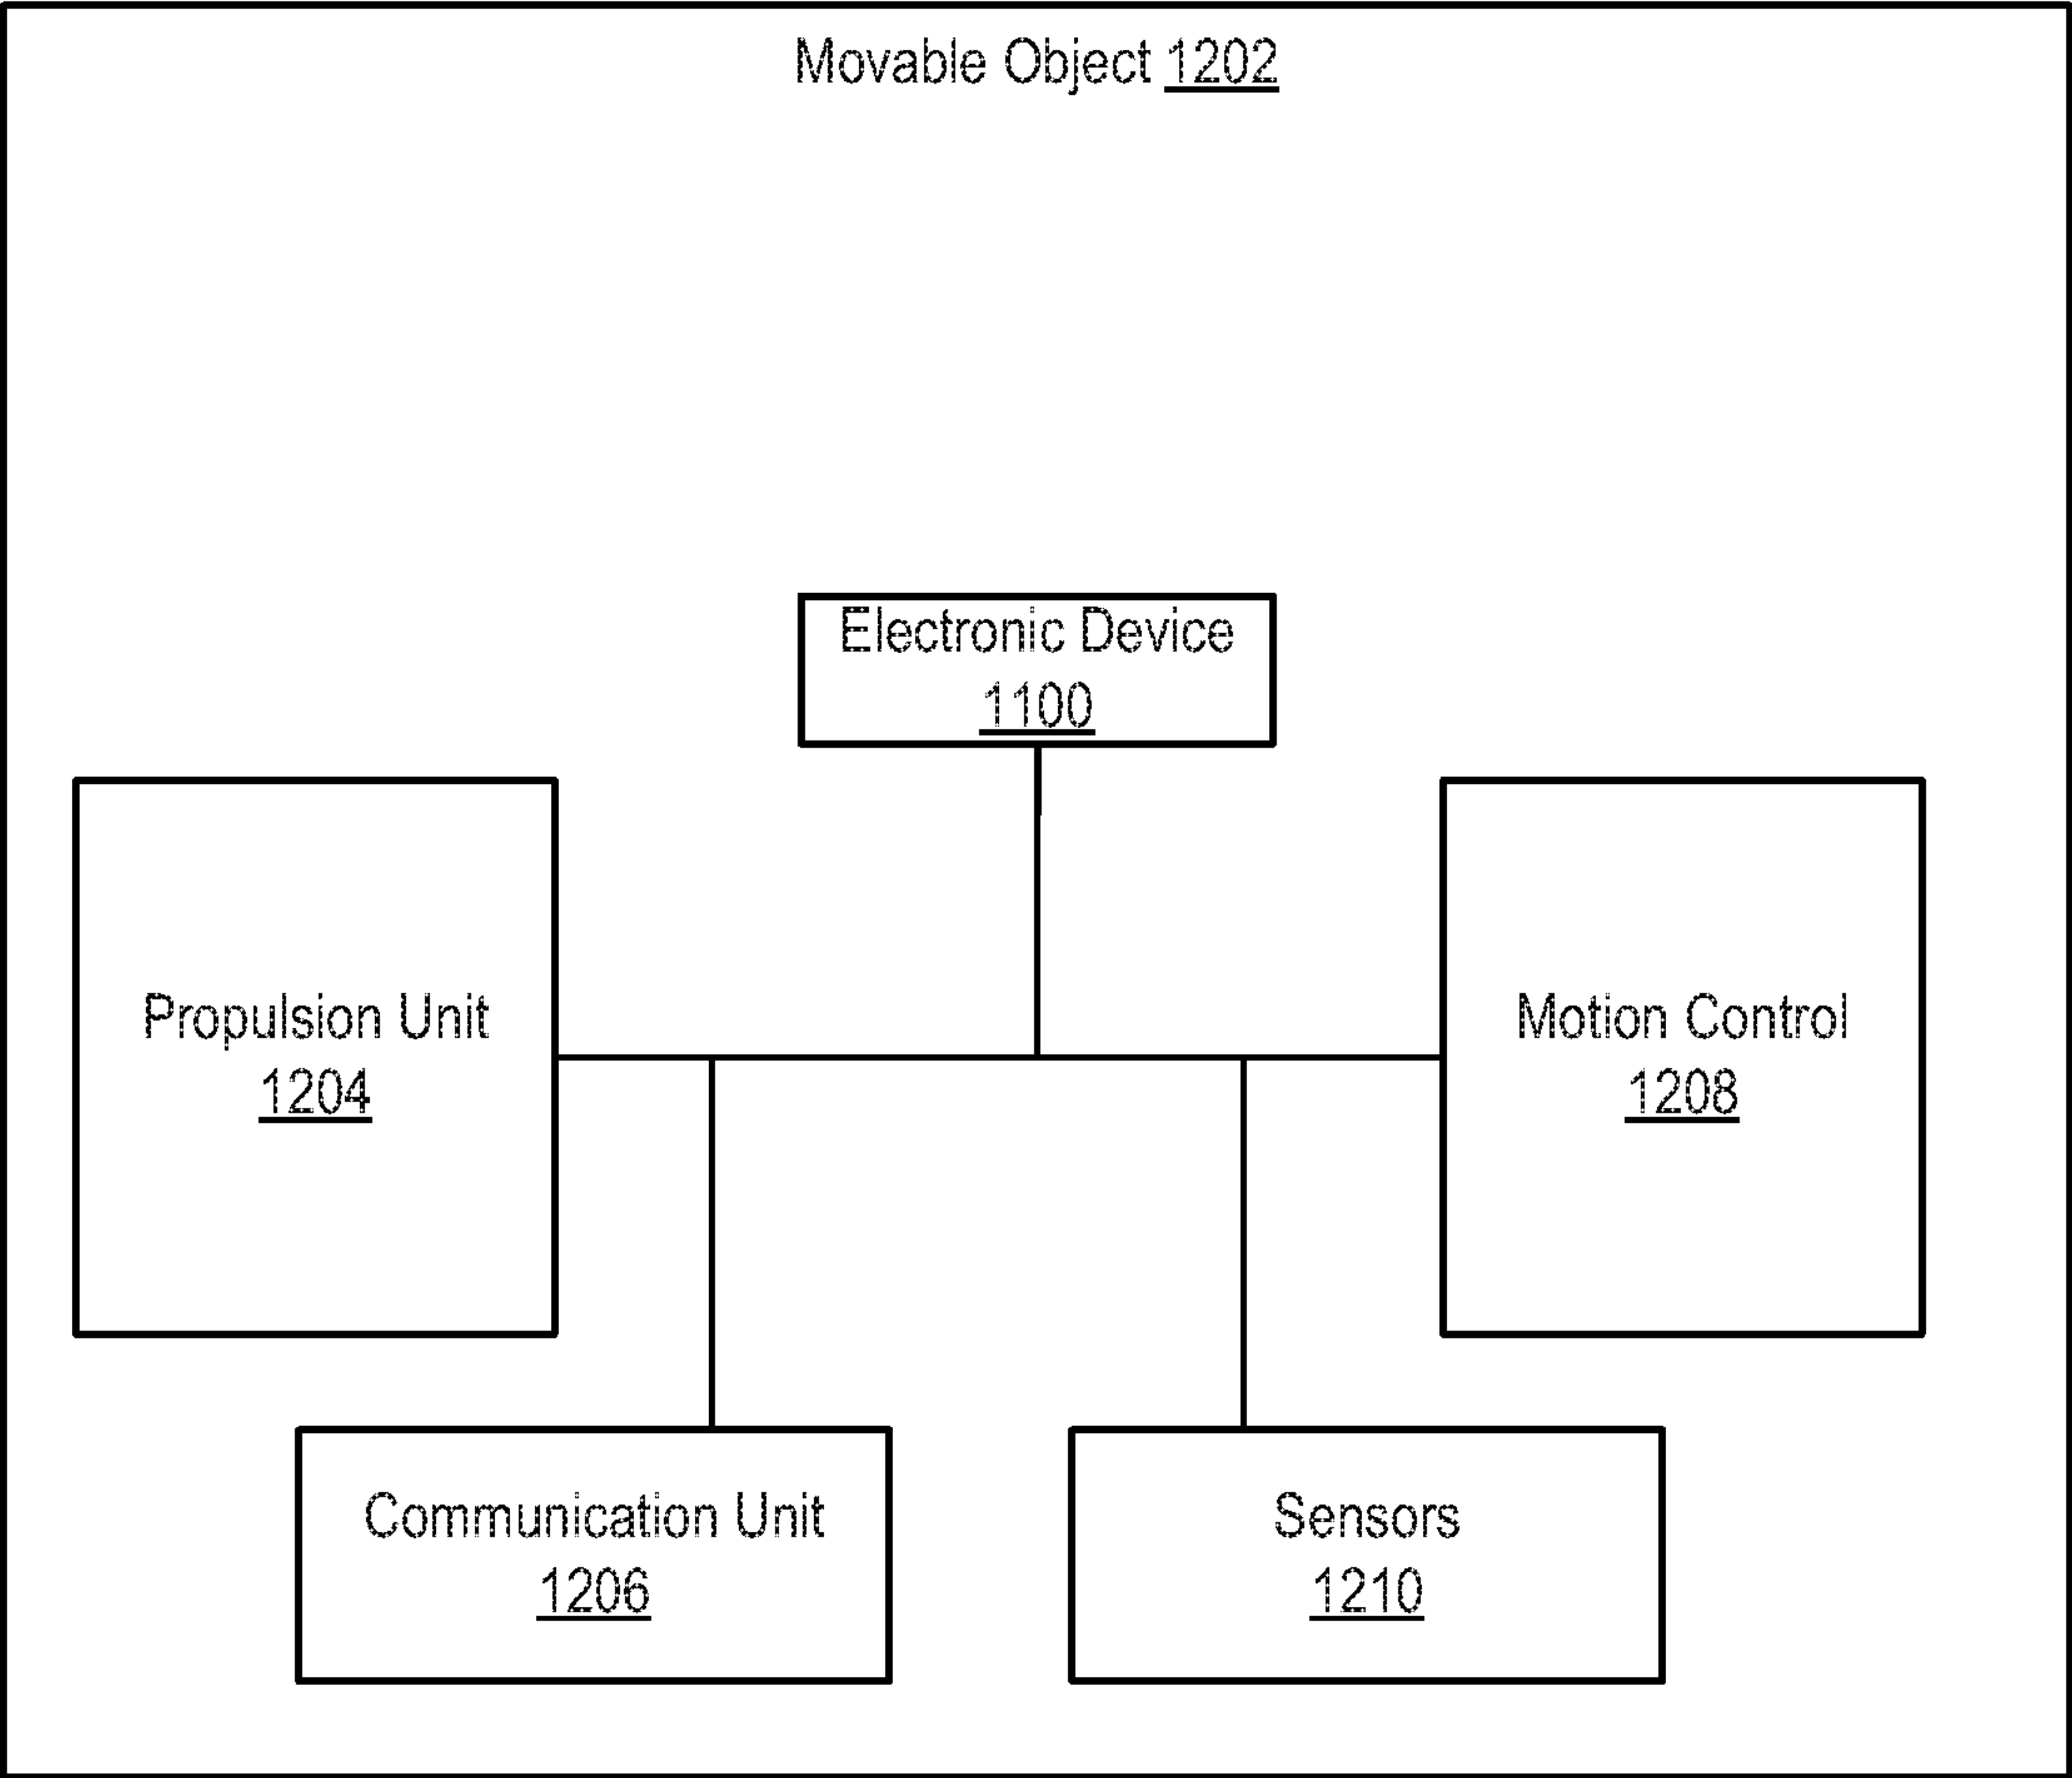 Movable Object 1202
Electronic Device
1100
Propulsion Unit
1204
Motion Control
1208
Communication Unit
1206
Sensors
1210